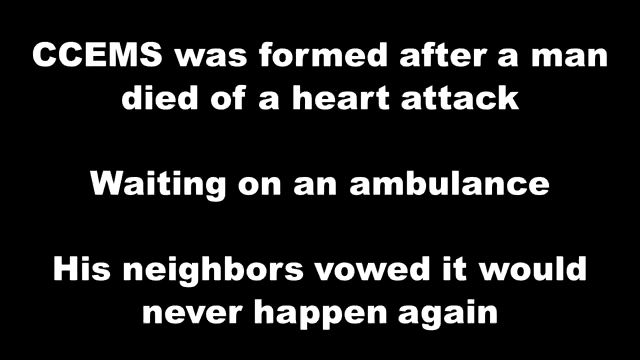 CCEMS was formed after a man
died of a heart attack
Waiting on an ambulance
His neighbors vowed it would
never happen again